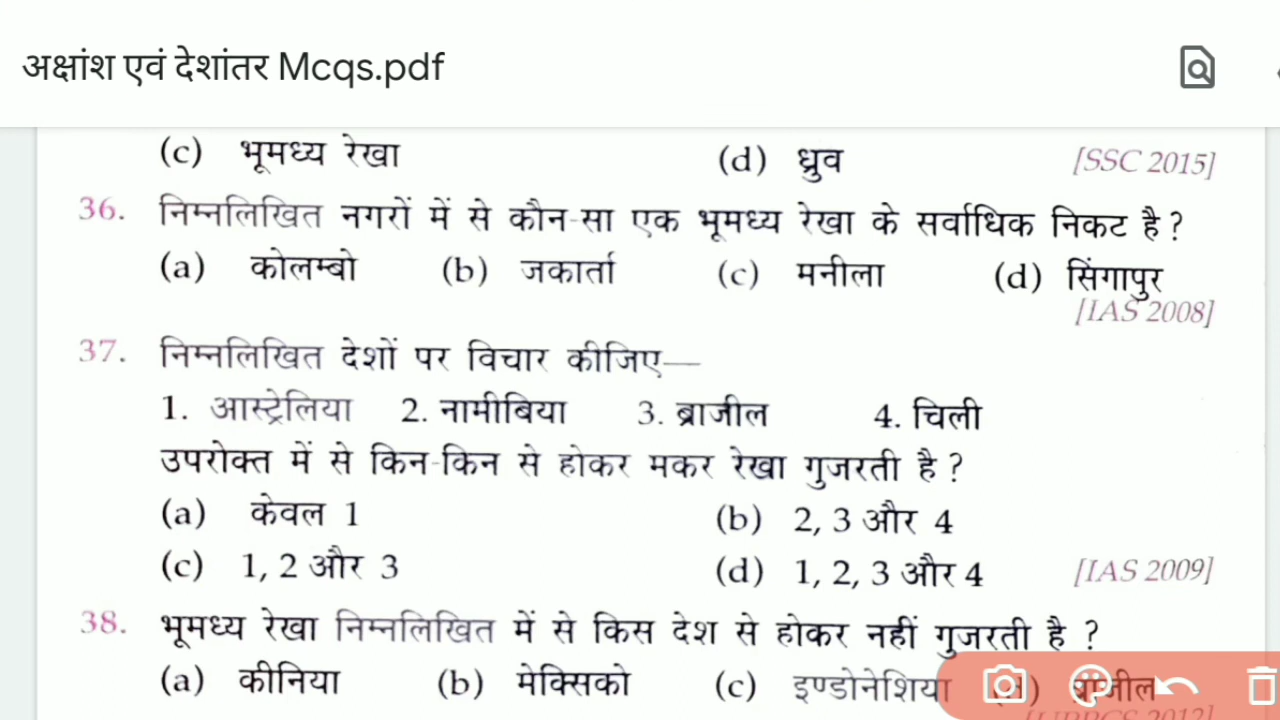 अक्षांश एवं देशांतर Mcqs.pdf
(c) भूमध्य रेखा (d) ध्रुव [SSC 2015]
36. निम्नलिखित नगरों में से कौन-सा एक भूमध्य रेखा के सर्वाधिक निकट है ?
(a) कोलम्बो (b) जकार्ता (c) मनीला (d) सिंगापुर
[IAS 2008]
37. निम्नलिखित देशों पर विचार कीजिए—
1. आस्ट्रेलिया 2. नामीबिया 3. ब्राजील 4. चिली
उपरोक्त में से किन-किन से होकर मकर रेखा गुजरती है ?
(a) केवल 1 (b) 2, 3 और 4
(c) 1, 2 और 3 (d) 1, 2, 3 और 4 [IAS 2009]
38. भूमध्य रेखा निम्नलिखित में से किस देश से होकर नहीं गुजरती है ?
(a) कीनिया (b) मेक्सिको (c) इण्डोनेशिया (d) ब्राजील